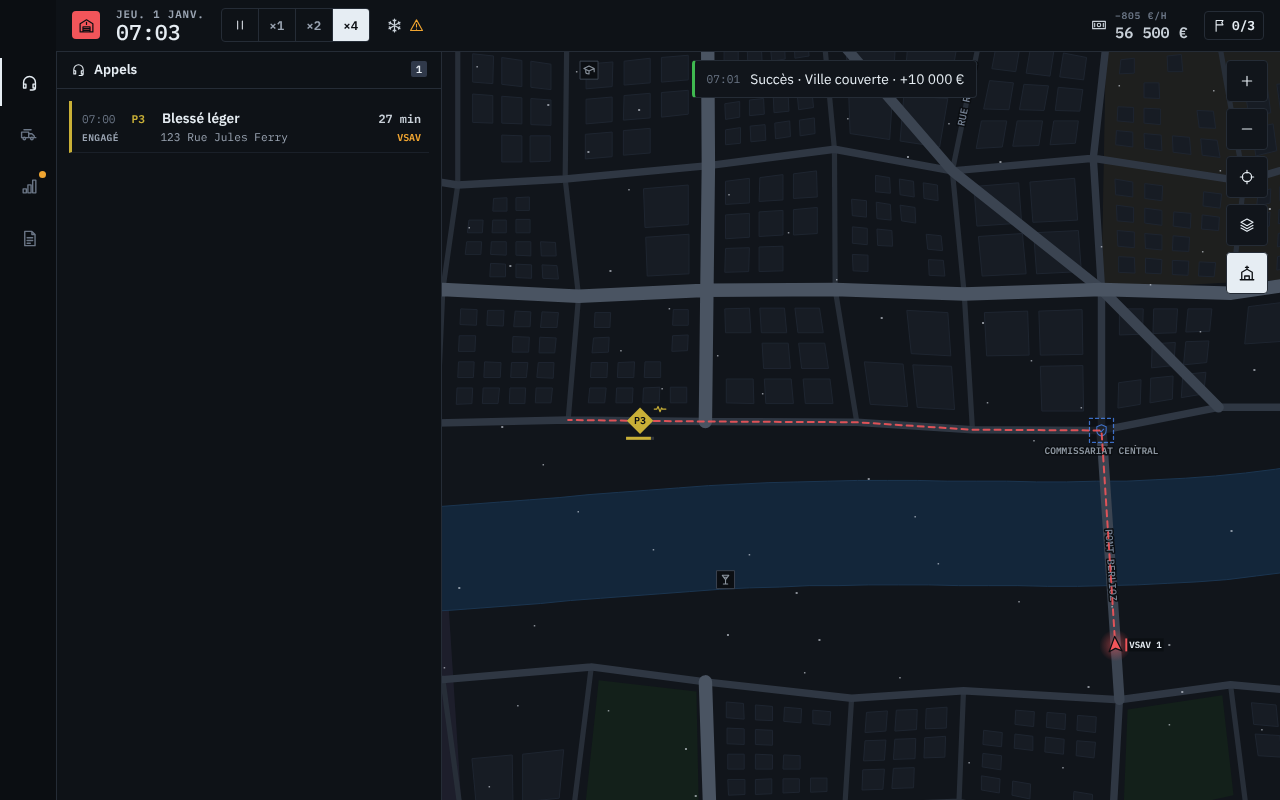 JEU. 1 JANV.
07:03
×1
×2
×4
−805 €/H
56 500 €
0/3
Appels
1
07:00 P3 Blessé léger 27 min
ENGAGÉ 123 Rue Jules Ferry VSAV
07:01 Succès · Ville couverte · +10 000 €
P3
COMMISSARIAT CENTRAL
PONT BERLIOZ
VSAV 1